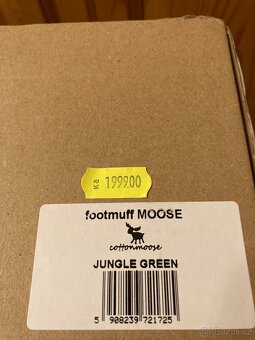 Kč 1999.00
footmuff MOOSE
cottonmoose
JUNGLE GREEN
5 908239 721725